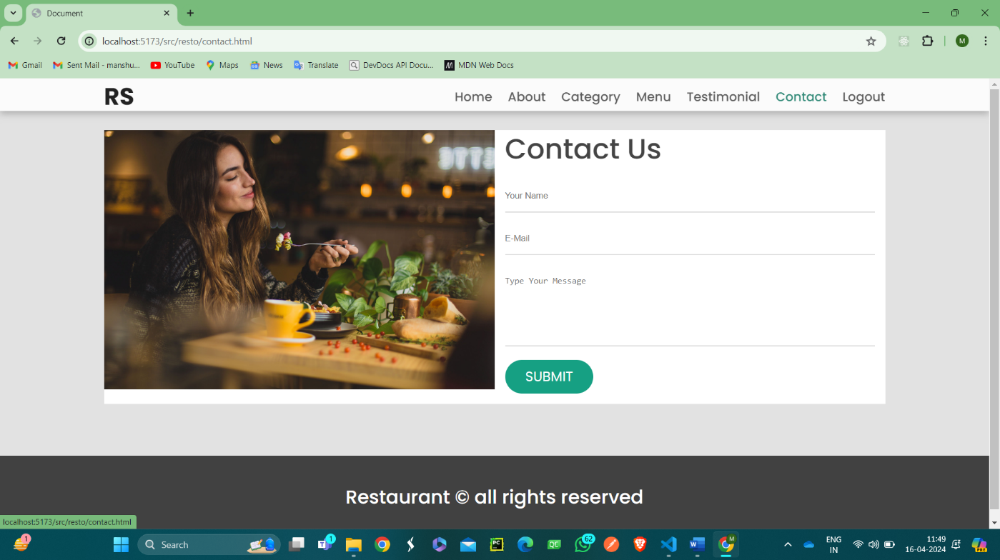 Document
localhost:5173/src/resto/contact.html
M
Gmail
Sent Mail - manshu...
YouTube
Maps
News
Translate
DevDocs API Docu...
MDN Web Docs
RS
Home About Category Menu Testimonial Contact Logout
Contact Us
Your Name
E-Mail
Type Your Message
SUBMIT
Restaurant © all rights reserved
localhost:5173/src/resto/contact.html
1
Search
1
PC
QC
62
M
ENG
IN
11:49
16-04-2024
PRE